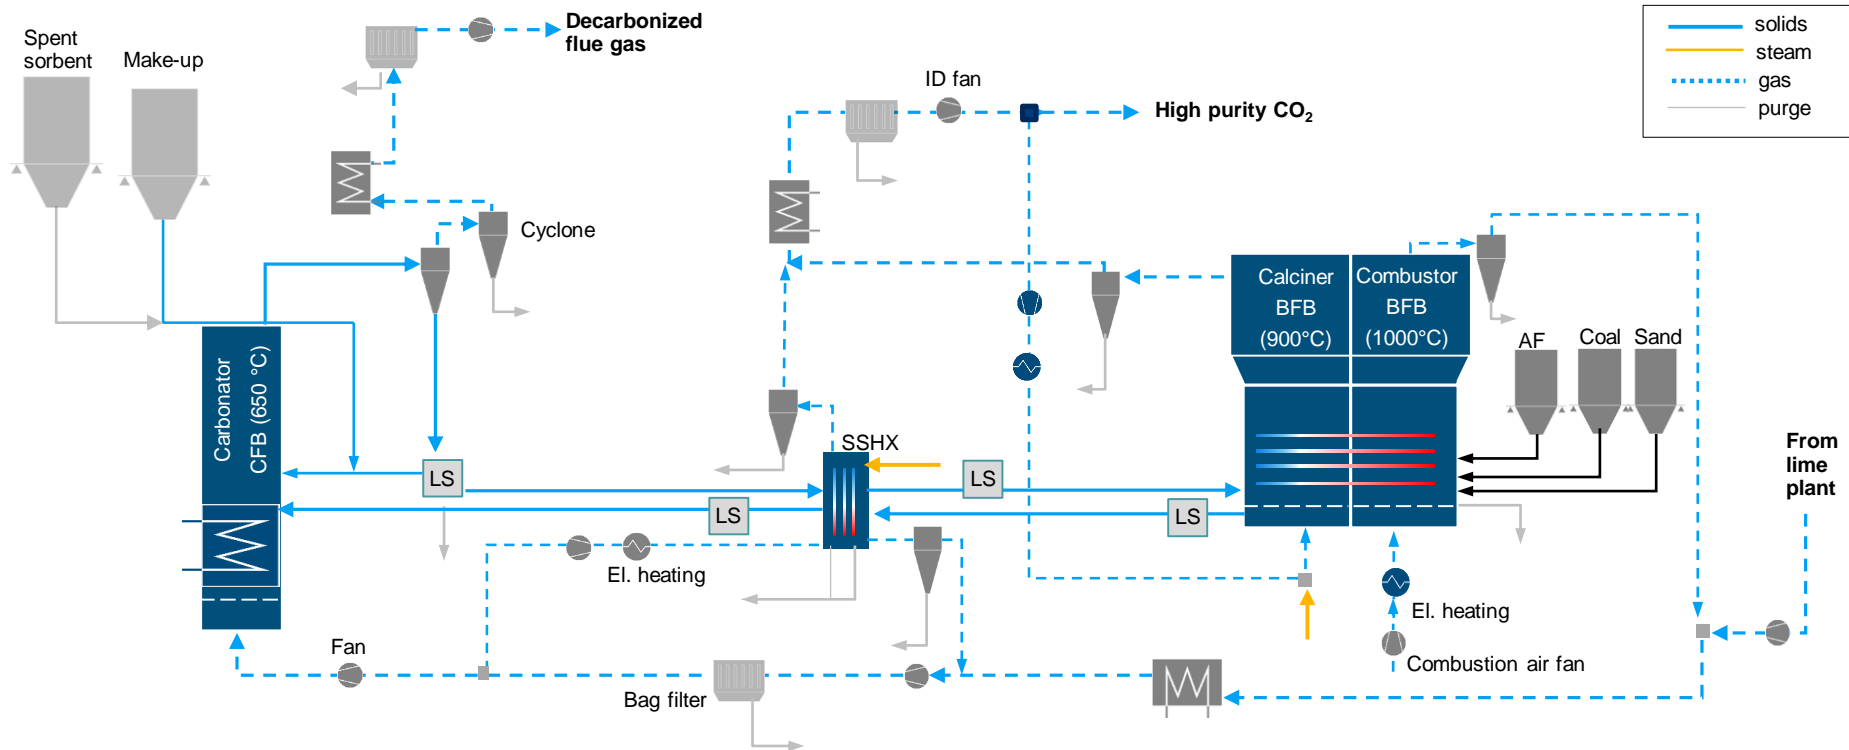 Decarbonized
flue gas
Spent
sorbent
Make-up
ID fan
High purity CO₂
solids
steam
gas
purge
Cyclone
Calciner
BFB
(900°C)
Combustor
BFB
(1000°C)
AF
Coal
Sand
Carbonator
CFB (650 °C)
SSHX
LS
LS
LS
LS
From
lime
plant
El. heating
El. heating
Fan
Combustion air fan
Bag filter